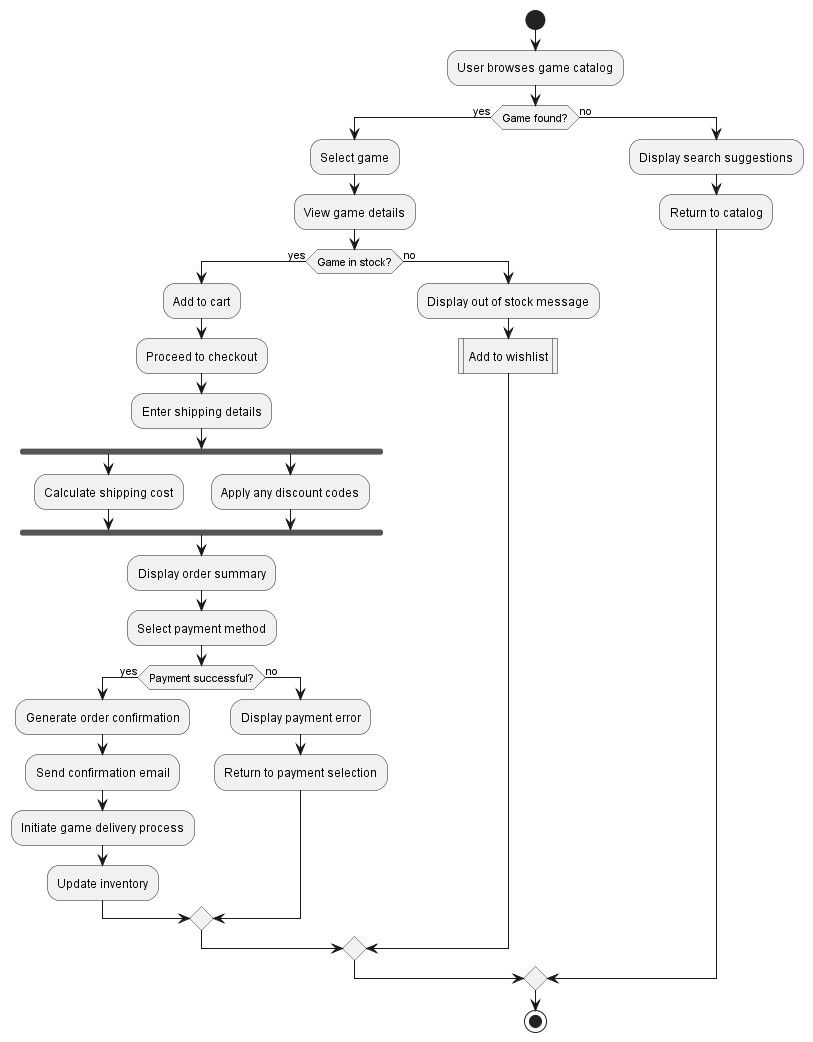 User browses game catalog
yes
Game found?
no
Select game
Display search suggestions
View game details
Return to catalog
yes
Game in stock?
no
Add to cart
Display out of stock message
Proceed to checkout
Add to wishlist
Enter shipping details
Calculate shipping cost
Apply any discount codes
Display order summary
Select payment method
yes
Payment successful?
no
Generate order confirmation
Display payment error
Send confirmation email
Return to payment selection
Initiate game delivery process
Update inventory